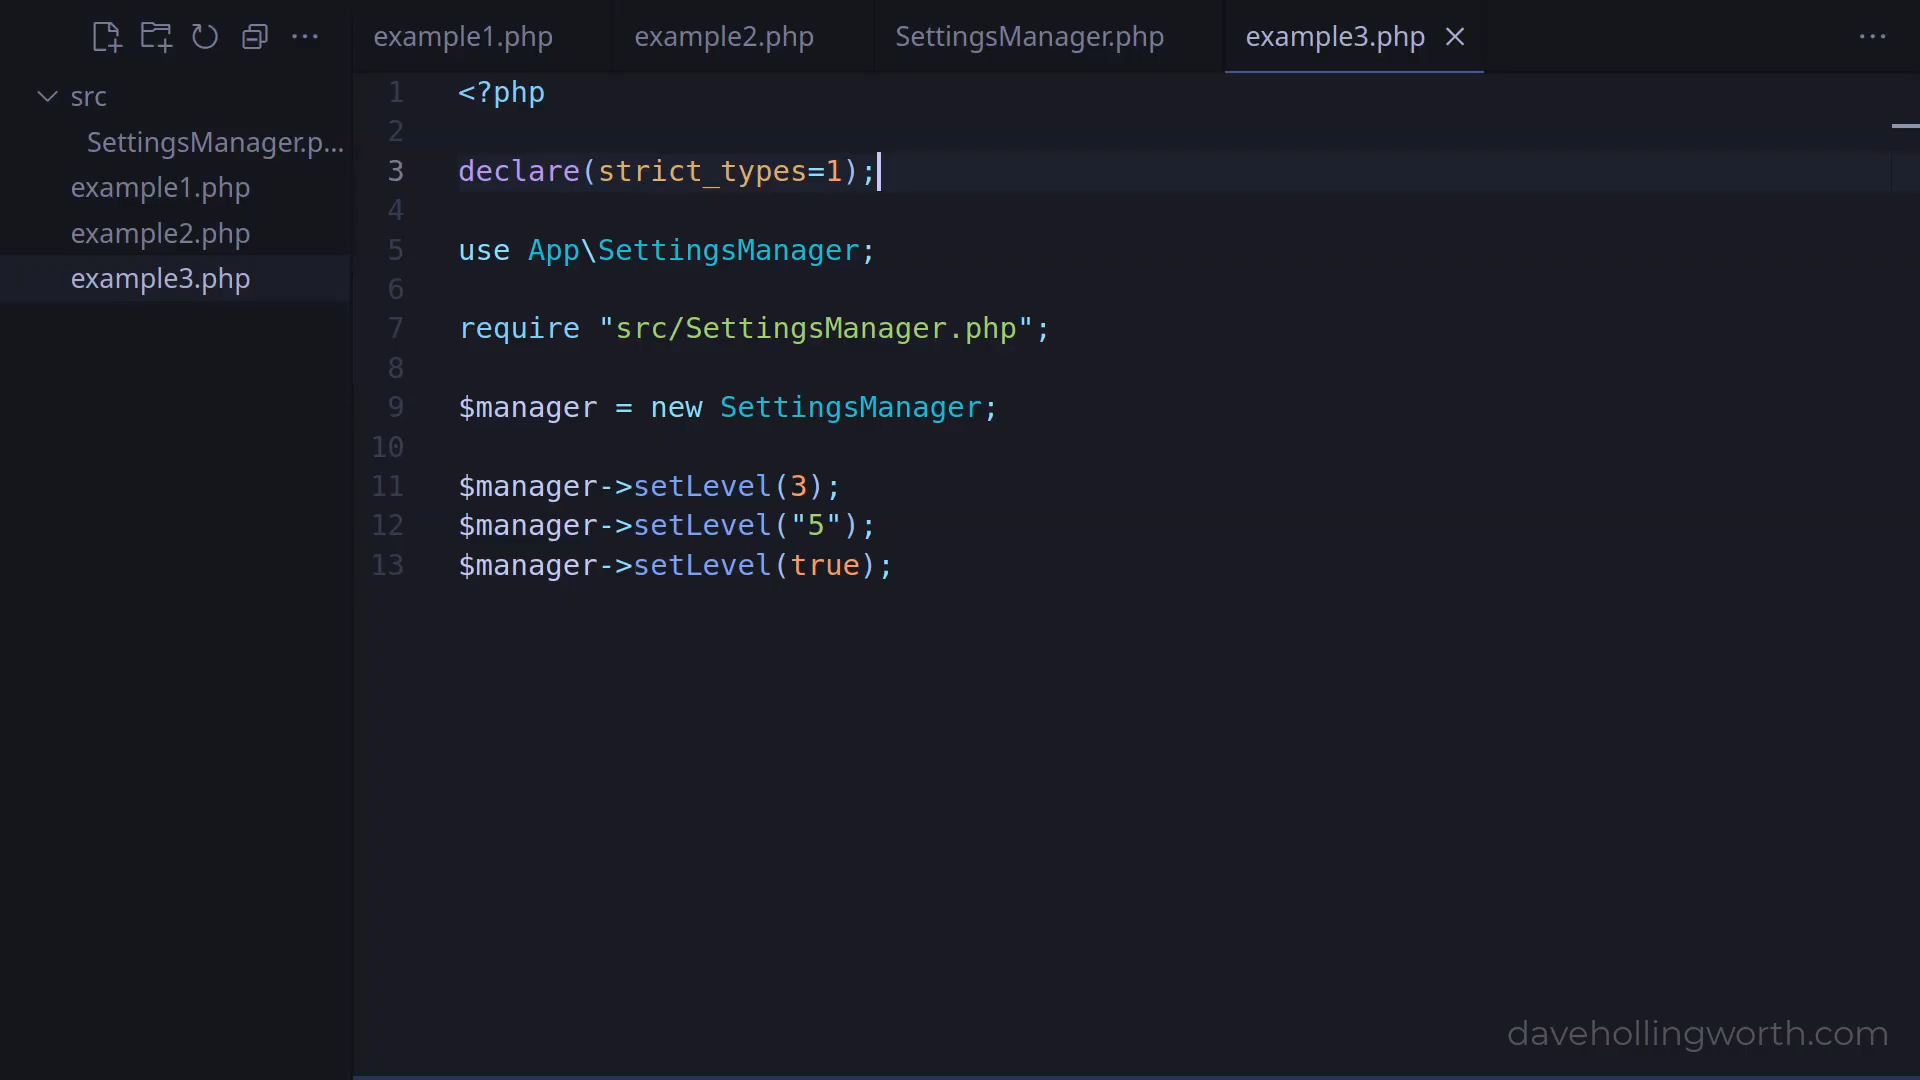 example1.php
example2.php
SettingsManager.php
example3.php
src
SettingsManager.p...
example1.php
example2.php
example3.php
1 <?php
2
3 declare(strict_types=1);
4
5 use App\SettingsManager;
6
7 require "src/SettingsManager.php";
8
9 $manager = new SettingsManager;
10
11 $manager->setLevel(3);
12 $manager->setLevel("5");
13 $manager->setLevel(true);
davehollingworth.com